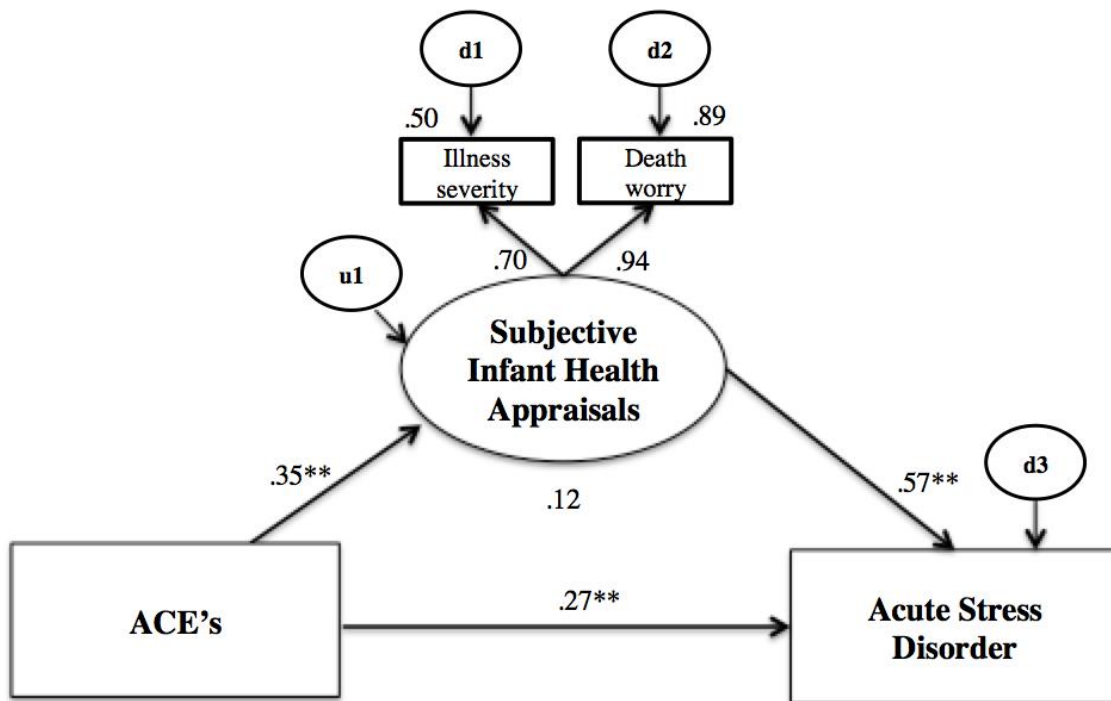 d1
d2
.50
.89
Illness
severity
Death
worry
u1
.70
.94
Subjective
Infant Health
Appraisals
.35**
.12
.57**
d3
ACE’s
.27**
Acute Stress
Disorder